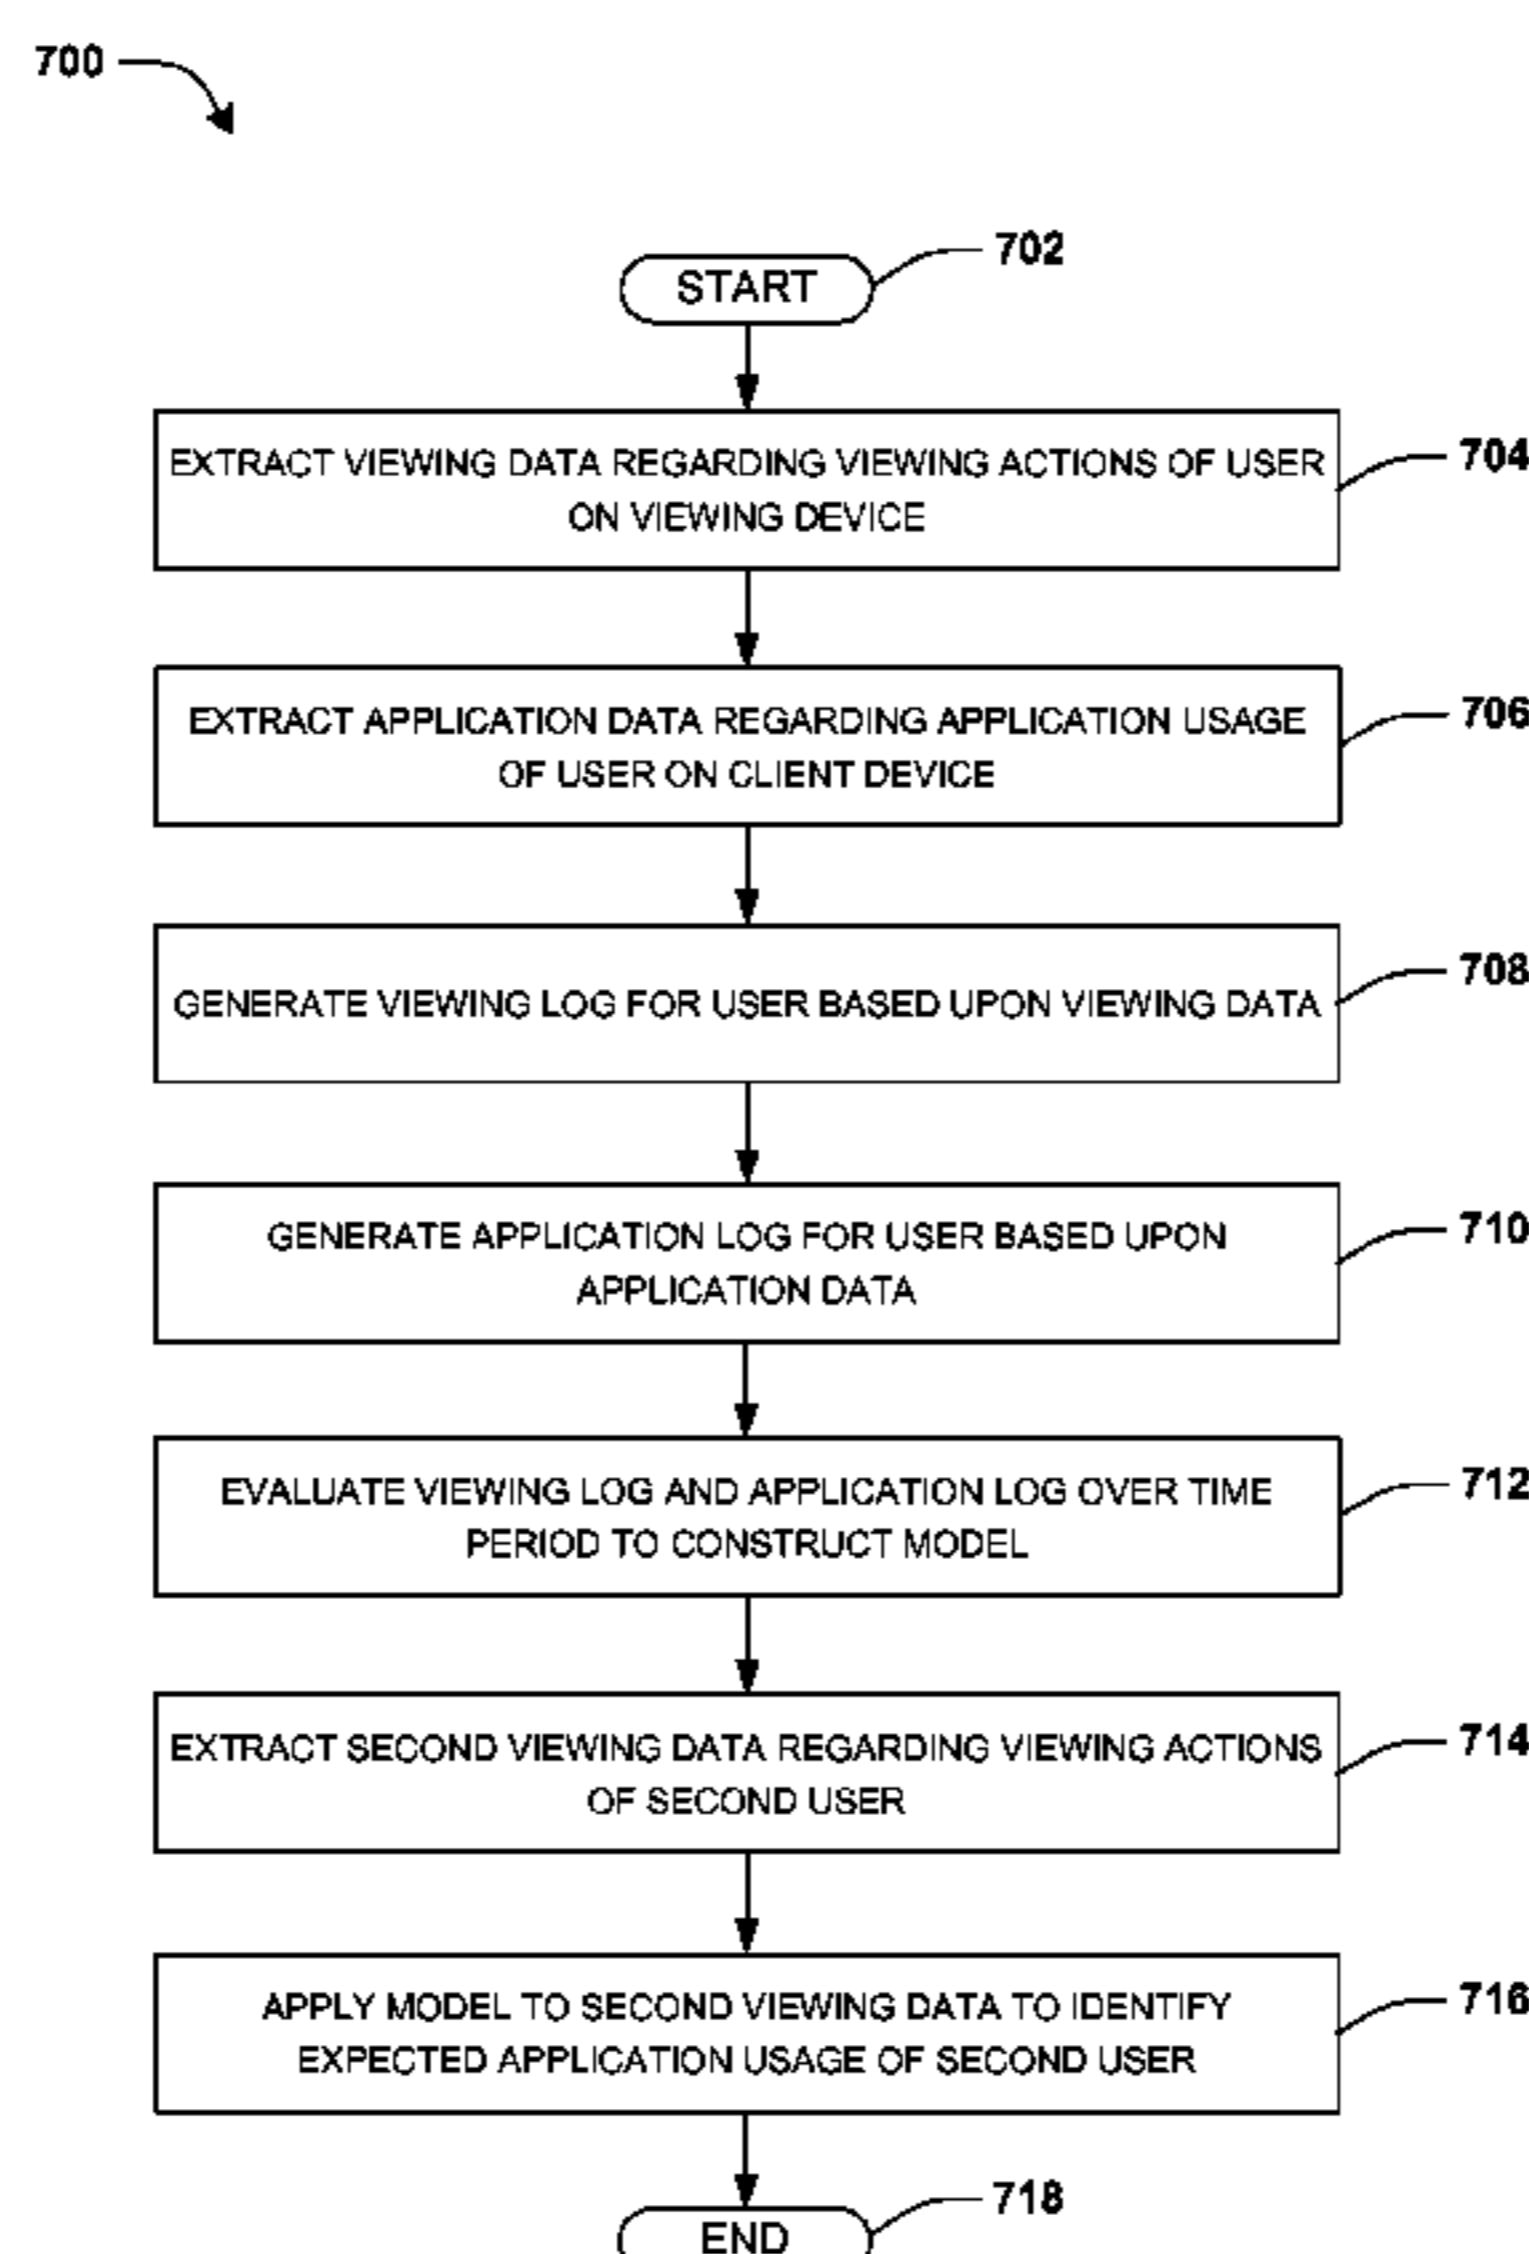 700
702
START
EXTRACT VIEWING DATA REGARDING VIEWING ACTIONS OF USER
ON VIEWING DEVICE
704
EXTRACT APPLICATION DATA REGARDING APPLICATION USAGE
OF USER ON CLIENT DEVICE
706
GENERATE VIEWING LOG FOR USER BASED UPON VIEWING DATA
708
GENERATE APPLICATION LOG FOR USER BASED UPON
APPLICATION DATA
710
EVALUATE VIEWING LOG AND APPLICATION LOG OVER TIME
PERIOD TO CONSTRUCT MODEL
712
EXTRACT SECOND VIEWING DATA REGARDING VIEWING ACTIONS
OF SECOND USER
714
APPLY MODEL TO SECOND VIEWING DATA TO IDENTIFY
EXPECTED APPLICATION USAGE OF SECOND USER
716
718
END